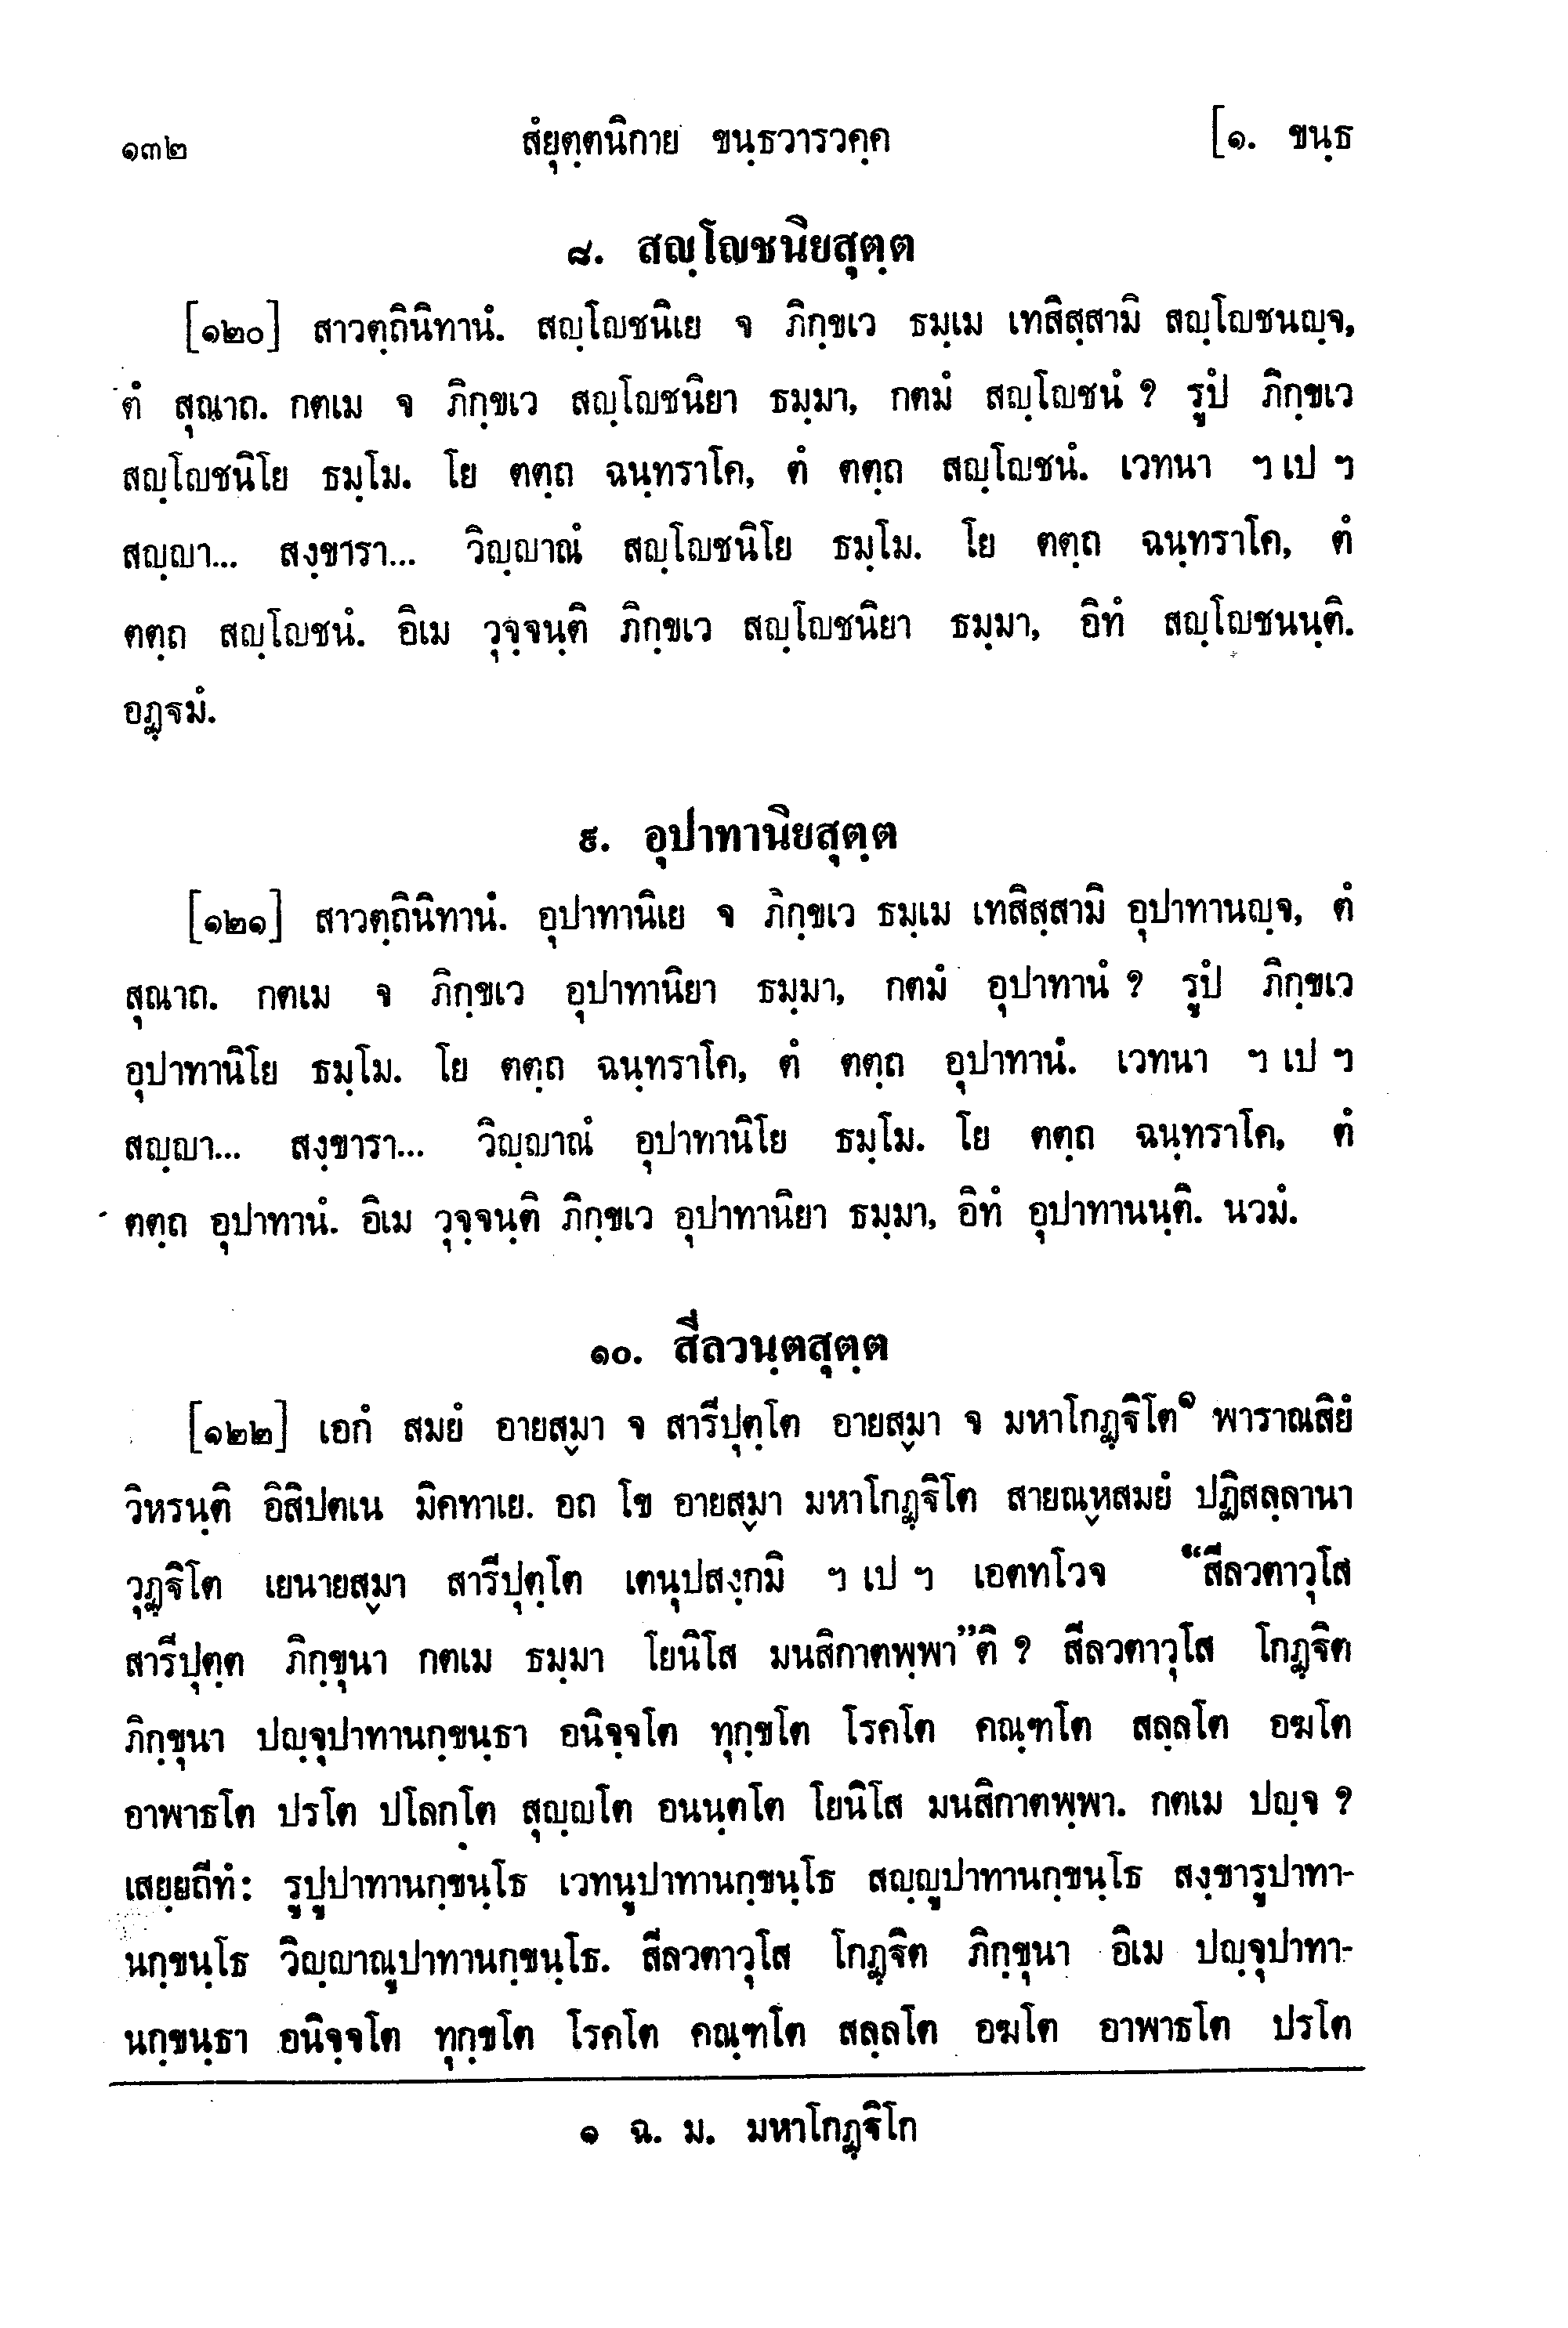 ๑๓๒ สํยุตฺตนิกาย ขนฺธวารวคฺค [๑. ขนฺธ
๘. สญฺโญชนิยสุตฺต
[๑๒๐] สาวตฺถินิทานํ. สญฺโญชนิเย จ ภิกฺขเว ธมฺเม เทสิสฺสามิ สญฺโญชนญฺจ,
ตํ สุณาถ. กตเม จ ภิกฺขเว สญฺโญชนิยา ธมฺมา, กตมํ สญฺโญชนํ ? รูปํ ภิกฺขเว
สญฺโญชนิโย ธมฺโม. โย ตตฺถ ฉนฺทราโค, ตํ ตตฺถ สญฺโญชนํ. เวทนา ฯ เป ฯ
สญฺญา... สงฺขารา... วิญฺญาณํ สญฺโญชนิโย ธมฺโม. โย ตตฺถ ฉนฺทราโค, ตํ
ตตฺถ สญฺโญชนํ. อิเม วุจฺจนฺติ ภิกฺขเว สญฺโญชนิยา ธมฺมา, อิทํ สญฺโญชนนฺติ.
อฏฺฐมํ.
๙. อุปาทานิยสุตฺต
[๑๒๑] สาวตฺถินิทานํ. อุปาทานิเย จ ภิกฺขเว ธมฺเม เทสิสฺสามิ อุปาทานญฺจ, ตํ
สุณาถ. กตเม จ ภิกฺขเว อุปาทานิยา ธมฺมา, กตมํ อุปาทานํ ? รูปํ ภิกฺขเว
อุปาทานิโย ธมฺโม. โย ตตฺถ ฉนฺทราโค, ตํ ตตฺถ อุปาทานํ. เวทนา ฯ เป ฯ
สญฺญา... สงฺขารา... วิญฺญาณํ อุปาทานิโย ธมฺโม. โย ตตฺถ ฉนฺทราโค, ตํ
ตตฺถ อุปาทานํ. อิเม วุจฺจนฺติ ภิกฺขเว อุปาทานิยา ธมฺมา, อิทํ อุปาทานนฺติ. นวมํ.
๑๐. สีลวนฺตสุตฺต
[๑๒๒] เอกํ สมยํ อายสฺมา จ สารีปุตฺโต อายสฺมา จ มหาโกฏฺฐิโต๑ พาราณสิยํ
วิหรนฺติ อิสิปตเน มิคทาเย. อถ โข อายสฺมา มหาโกฏฺฐิโต สายณฺหสมยํ ปฏิสลฺลานา
วุฏฺฐิโต เยนายสฺมา สารีปุตฺโต เตนุปสงฺกมิ ฯ เป ฯ เอตทโวจ “สีลวตาวุโส
สารีปุตฺต ภิกฺขุนา กตเม ธมฺมา โยนิโส มนสิกาตพฺพา”ติ ? สีลวตาวุโส โกฏฺฐิต
ภิกฺขุนา ปญฺจุปาทานกฺขนฺธา อนิจฺจโต ทุกฺขโต โรคโต คณฺฑโต สลฺลโต อฆโต
อาพาธโต ปรโต ปโลกโต สุญฺญโต อนนฺตโต โยนิโส มนสิกาตพฺพา. กตเม ปญฺจ ?
เสยฺยถีทํ: รูปูปาทานกฺขนฺโธ เวทนูปาทานกฺขนฺโธ สญฺญูปาทานกฺขนฺโธ สงฺขารูปาทา-
นกฺขนฺโธ วิญฺญาณูปาทานกฺขนฺโธ. สีลวตาวุโส โกฏฺฐิต ภิกฺขุนา อิเม ปญฺจุปาทา-
นกฺขนฺธา อนิจฺจโต ทุกฺขโต โรคโต คณฺฑโต สลฺลโต อฆโต อาพาธโต ปรโต
๑ ฉ. ม. มหาโกฏฺฐิโก